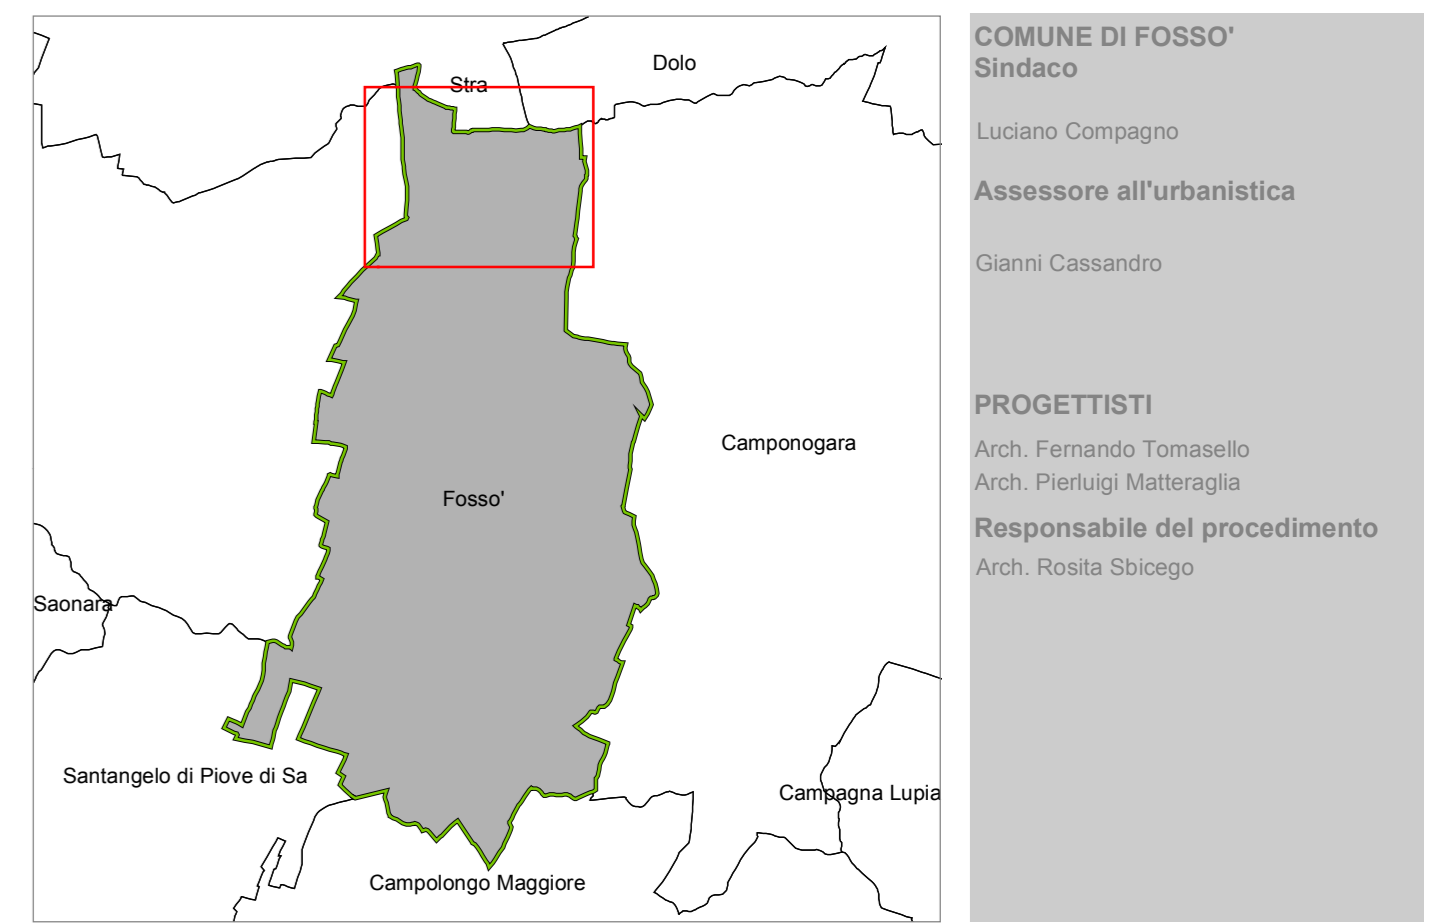 Dolo
Stra
Camponogara
Fosso'
Saonara
Santangelo di Piove di Sa
Campagna Lupia
Campolongo Maggiore
COMUNE DI FOSSO'
Sindaco
Luciano Compagno
Assessore all'urbanistica
Gianni Cassandro
PROGETTISTI
Arch. Fernando Tomasello
Arch. Pierluigi Matteraglia
Responsabile del procedimento
Arch. Rosita Sbicego